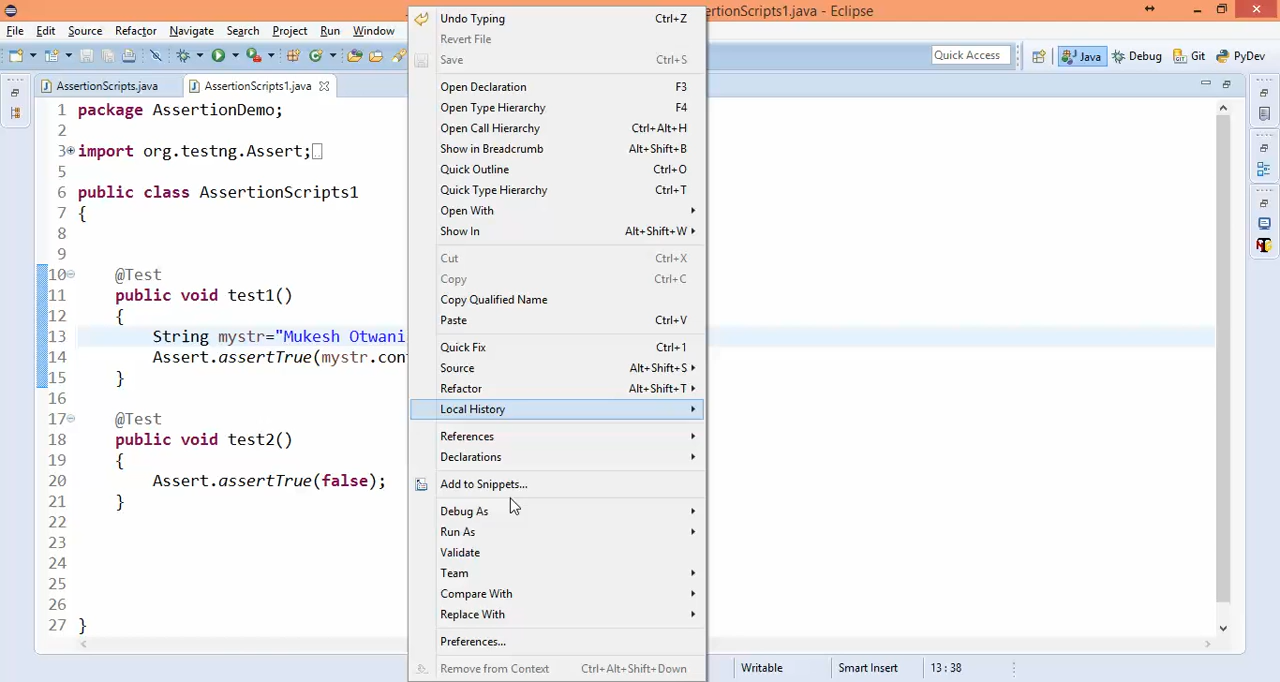 ssertionScripts1.java - Eclipse
File Edit Source Refactor Navigate Search Project Run Window
Quick Access Java Debug Git PyDev
AssertionScripts.java AssertionScripts1.java
1 package AssertionDemo;
2
3 import org.testng.Assert;
5
6 public class AssertionScripts1
7 {
8
9
10 @Test
11 public void test1()
12 {
13 String mystr="Mukesh Otwani
14 Assert.assertTrue(mystr.con
15 }
16
17 @Test
18 public void test2()
19 {
20 Assert.assertTrue(false);
21 }
22
23
24
25
26
27 }
Undo Typing Ctrl+Z
Revert File
Save Ctrl+S
Open Declaration F3
Open Type Hierarchy F4
Open Call Hierarchy Ctrl+Alt+H
Show in Breadcrumb Alt+Shift+B
Quick Outline Ctrl+O
Quick Type Hierarchy Ctrl+T
Open With
Show In Alt+Shift+W
Cut Ctrl+X
Copy Ctrl+C
Copy Qualified Name
Paste Ctrl+V
Quick Fix Ctrl+1
Source Alt+Shift+S
Refactor Alt+Shift+T
Local History
References
Declarations
Add to Snippets...
Debug As
Run As
Validate
Team
Compare With
Replace With
Preferences...
Remove from Context Ctrl+Alt+Shift+Down
Writable Smart Insert 13 : 38